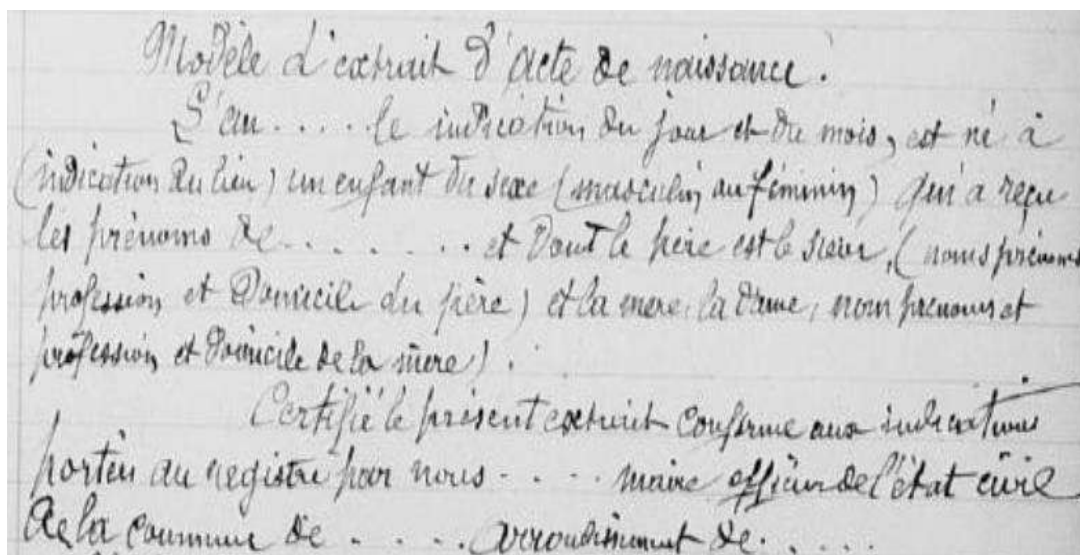 Modèle d'extrait d'acte de naissance.
L'an . . . . le indication du jour et du mois, est né à
(indication du lieu) un enfant du sexe (masculin au féminin) qui a reçu
les prénoms de . . . . . . . et dont le père est le sieur, (noms prénoms
profession et Domicile du père) et la mère, la dame, nom prenoms et
profession et domicile de la mère).
Certifié le présent extrait conforme aux indications
portées au registre par nous . . . . maire officier de l'état civil
de la commune de . . . . arrondissement de . . . .